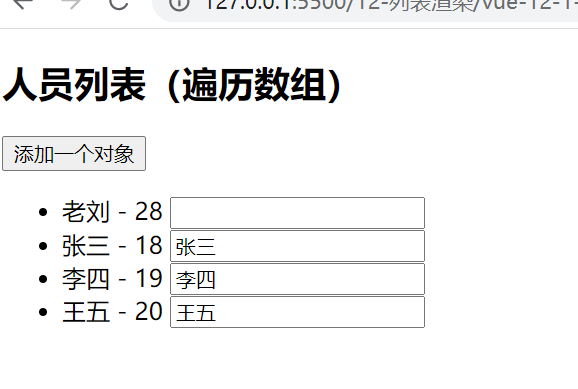 127.0.0.1:5500/12-列表渲染/vue-12-1-
人员列表（遍历数组）
添加一个对象
老刘 - 28
张三 - 18 张三
李四 - 19 李四
王五 - 20 王五